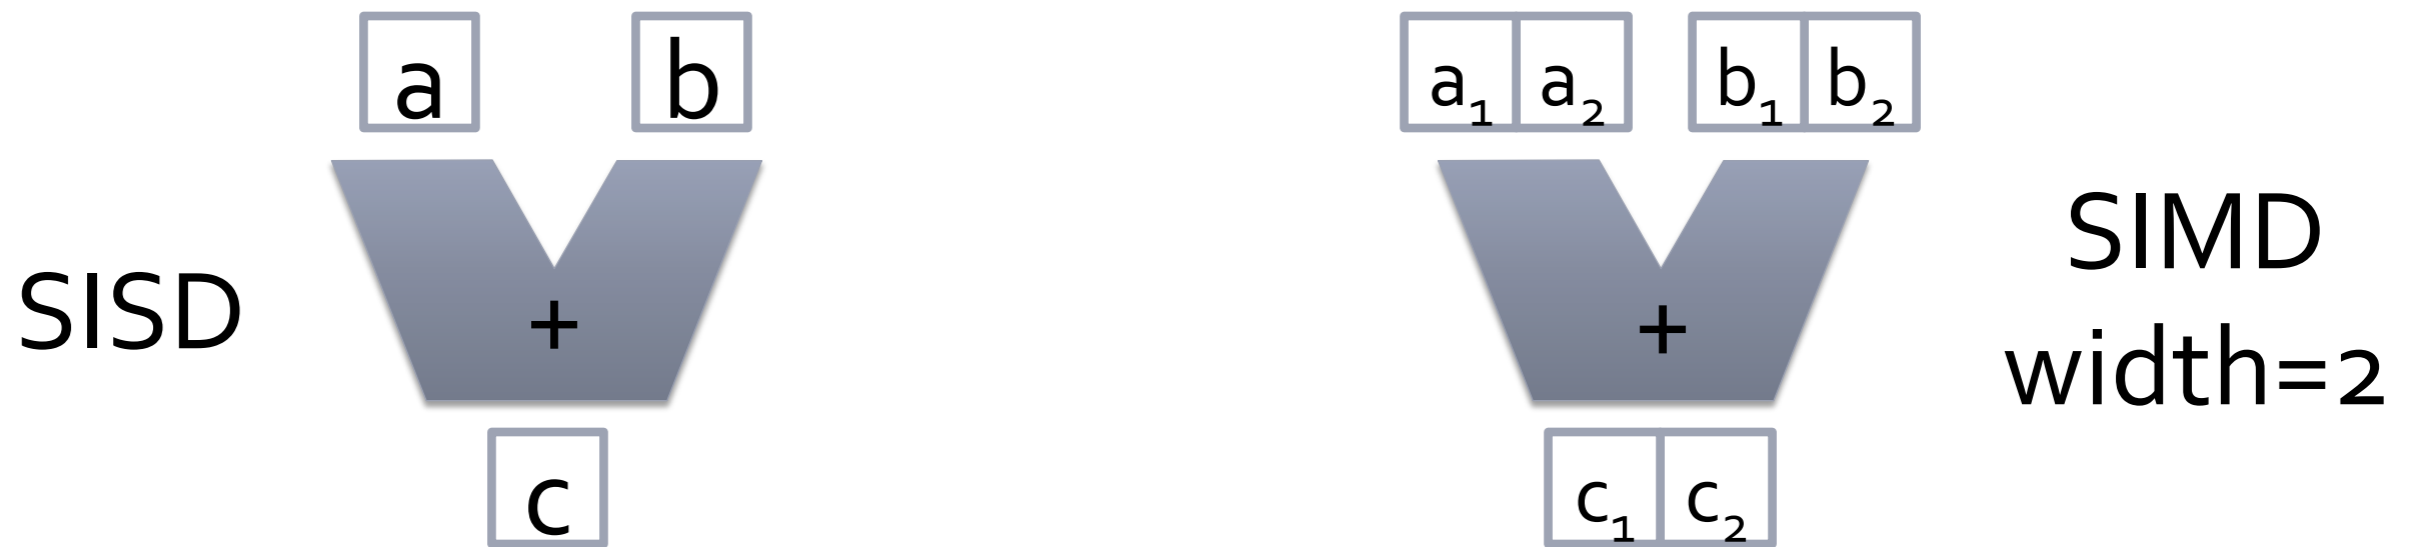 a b
a₁ a₂ b₁ b₂
SISD
+
+
SIMD
width=2
c
c₁ c₂